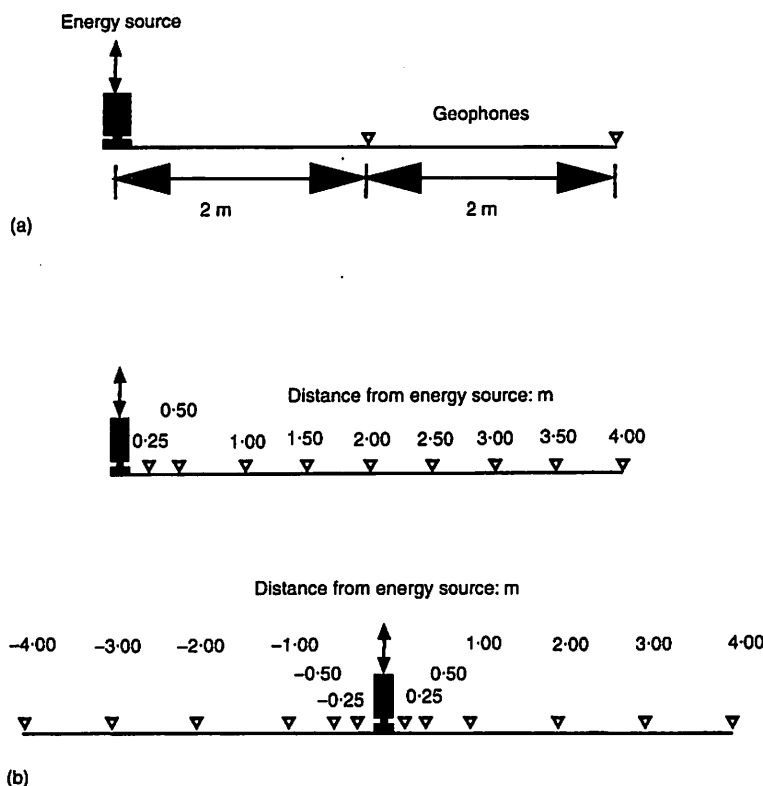 Energy source
Geophones
2 m
2 m
(a)
Distance from energy source: m
0·50
0·25
1·00
1·50
2·00
2·50
3·00
3·50
4·00
Distance from energy source: m
−4·00
−3·00
−2·00
−1·00
1·00
2·00
3·00
4·00
−0·50
0·50
−0·25
0·25
(b)